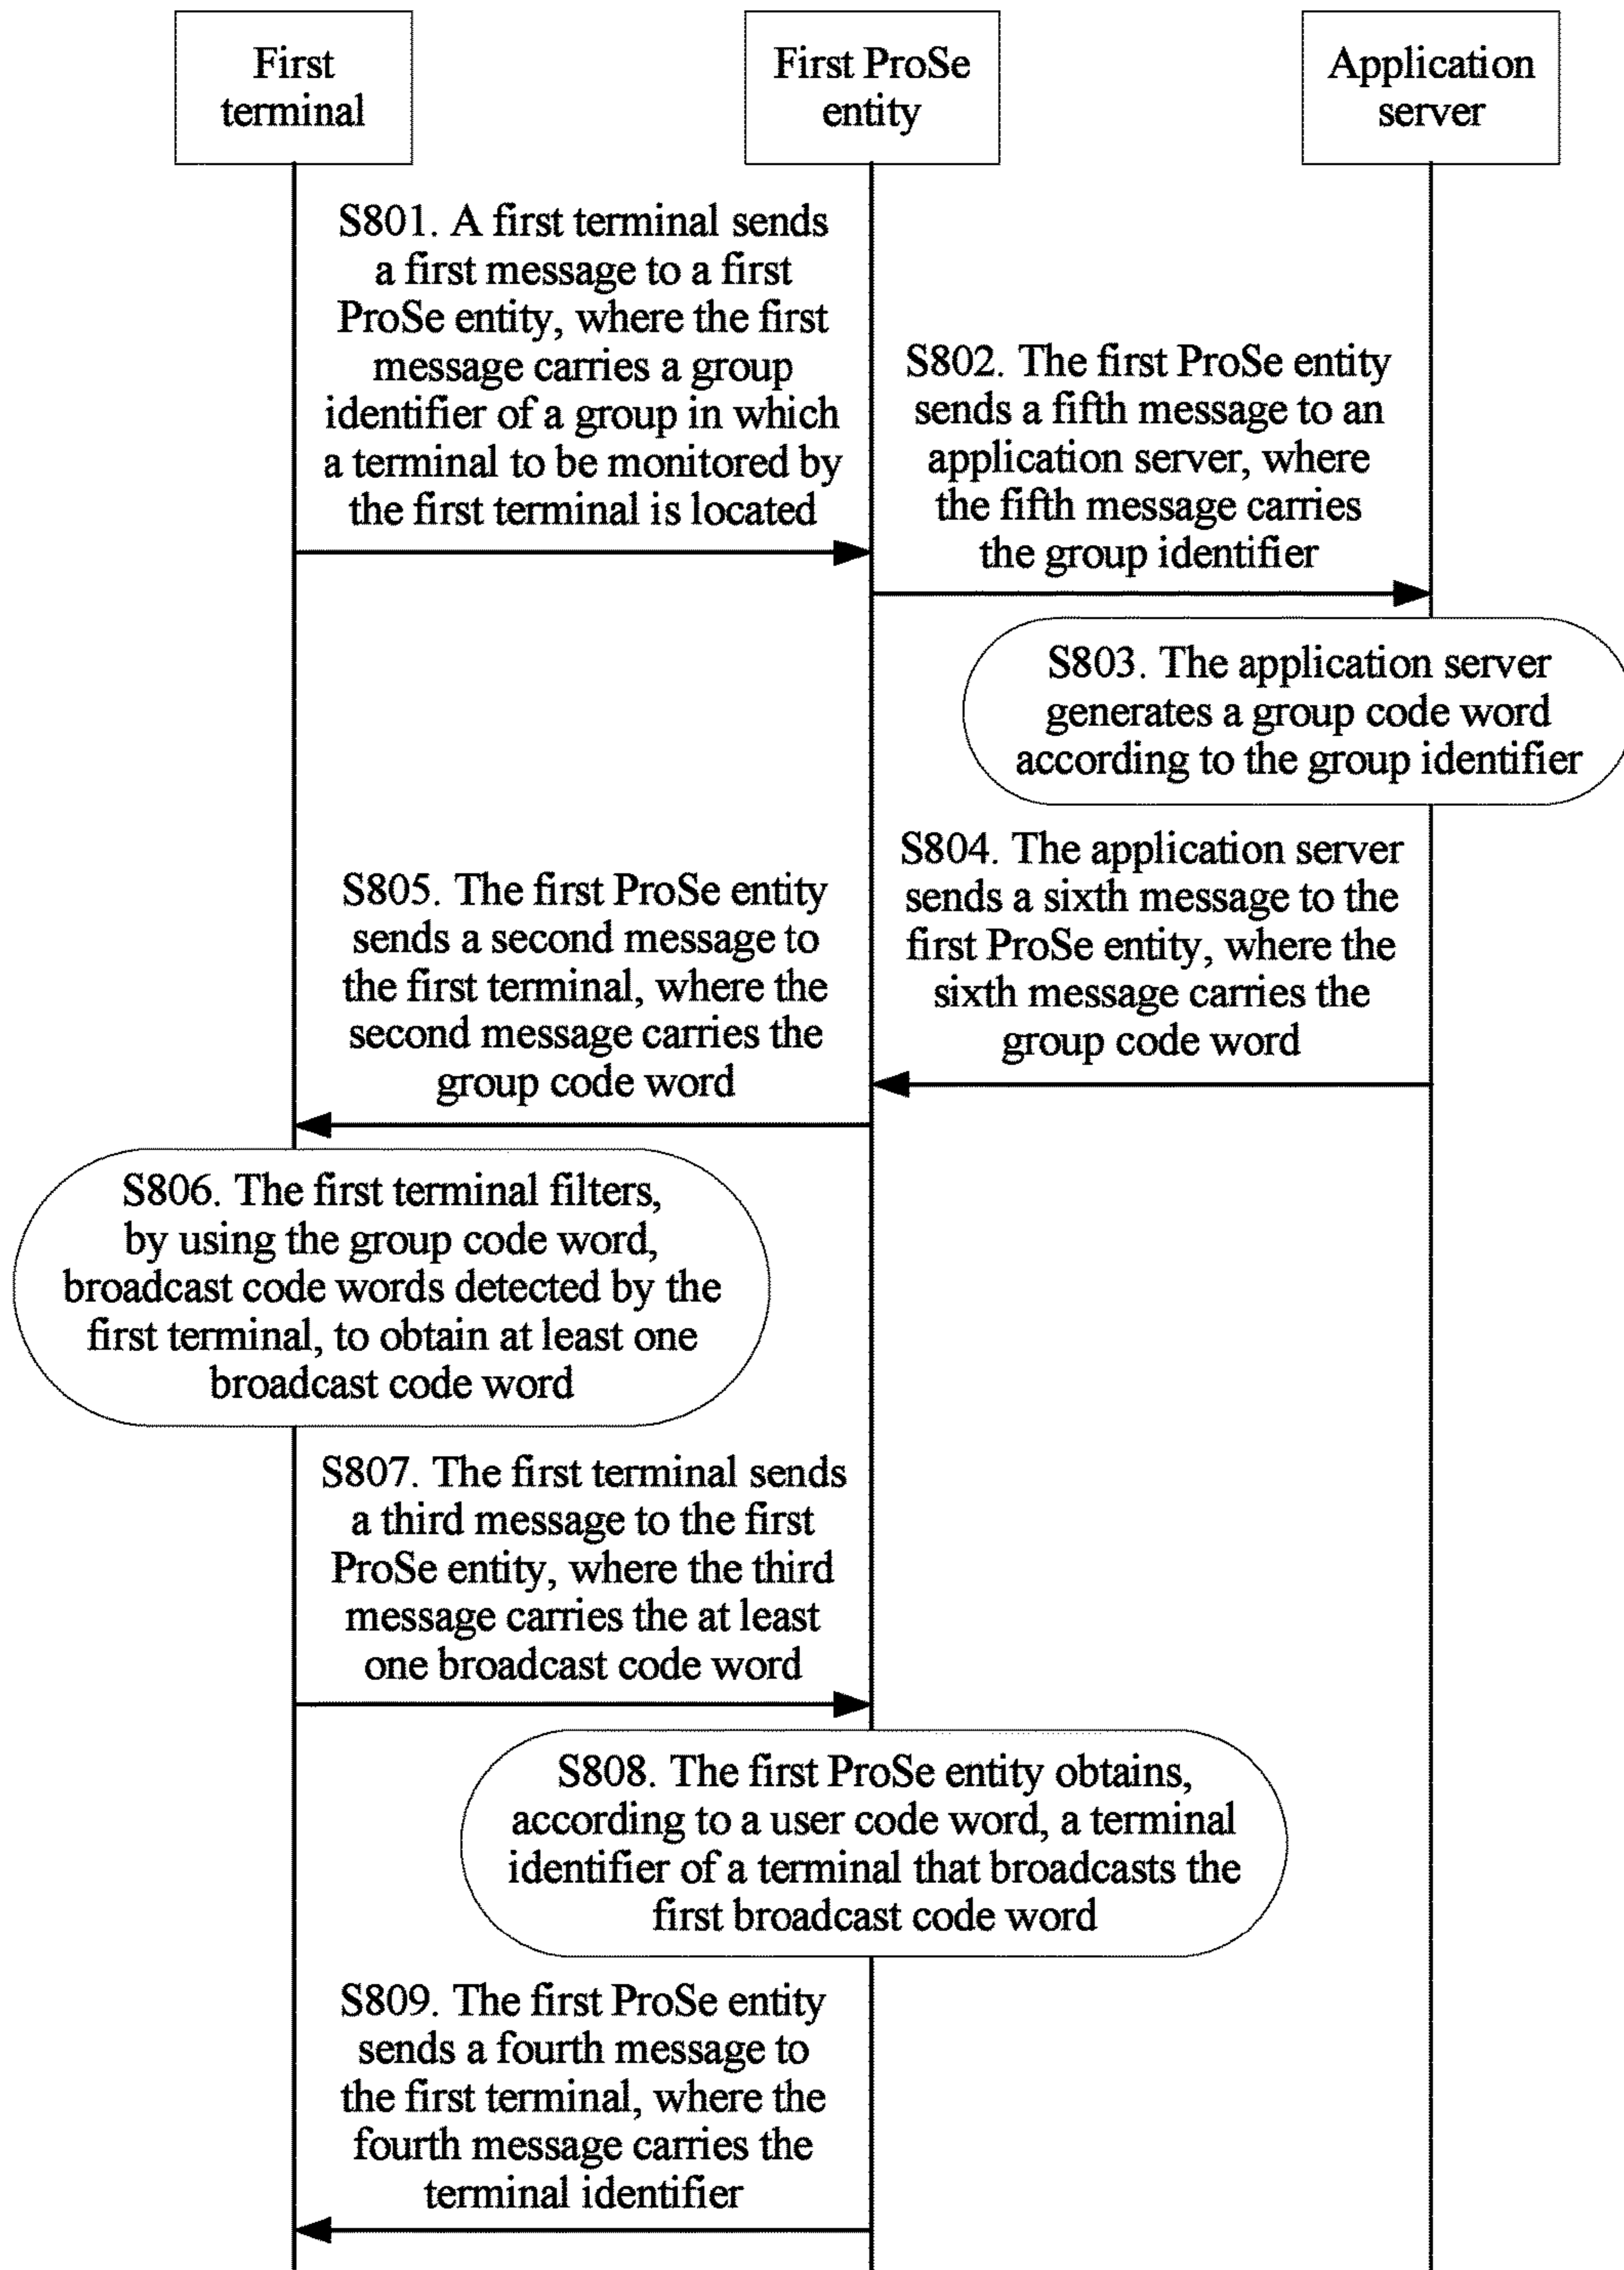 First
terminal
First ProSe
entity
Application
server
S801. A first terminal sends
a first message to a first
ProSe entity, where the first
message carries a group
identifier of a group in which
a terminal to be monitored by
the first terminal is located
S802. The first ProSe entity
sends a fifth message to an
application server, where
the fifth message carries
the group identifier
S803. The application server
generates a group code word
according to the group identifier
S804. The application server
sends a sixth message to the
first ProSe entity, where the
sixth message carries the
group code word
S805. The first ProSe entity
sends a second message to
the first terminal, where the
second message carries the
group code word
S806. The first terminal filters,
by using the group code word,
broadcast code words detected by the
first terminal, to obtain at least one
broadcast code word
S807. The first terminal sends
a third message to the first
ProSe entity, where the third
message carries the at least
one broadcast code word
S808. The first ProSe entity obtains,
according to a user code word, a terminal
identifier of a terminal that broadcasts the
first broadcast code word
S809. The first ProSe entity
sends a fourth message to
the first terminal, where the
fourth message carries the
terminal identifier